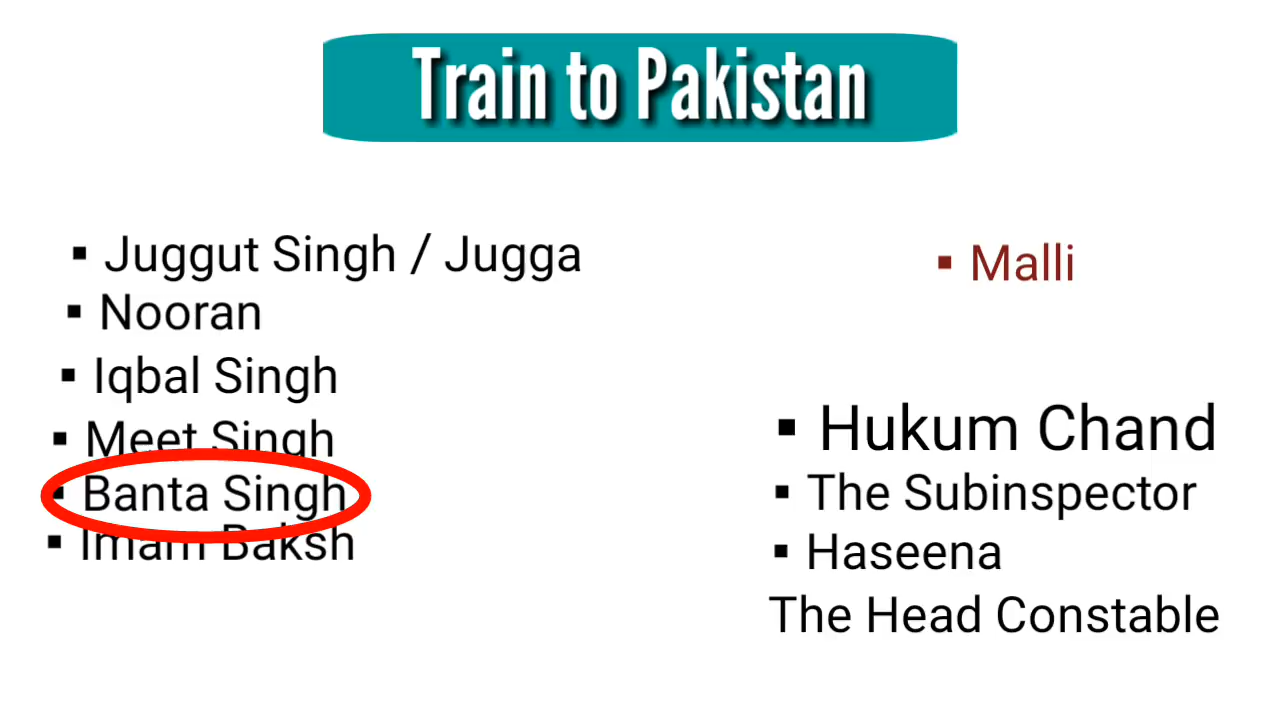 Train to Pakistan
▪ Juggut Singh / Jugga
▪ Nooran
▪ Iqbal Singh
▪ Meet Singh
▪ Banta Singh
▪ Imam Baksh
▪ Malli
▪ Hukum Chand
▪ The Subinspector
▪ Haseena
The Head Constable